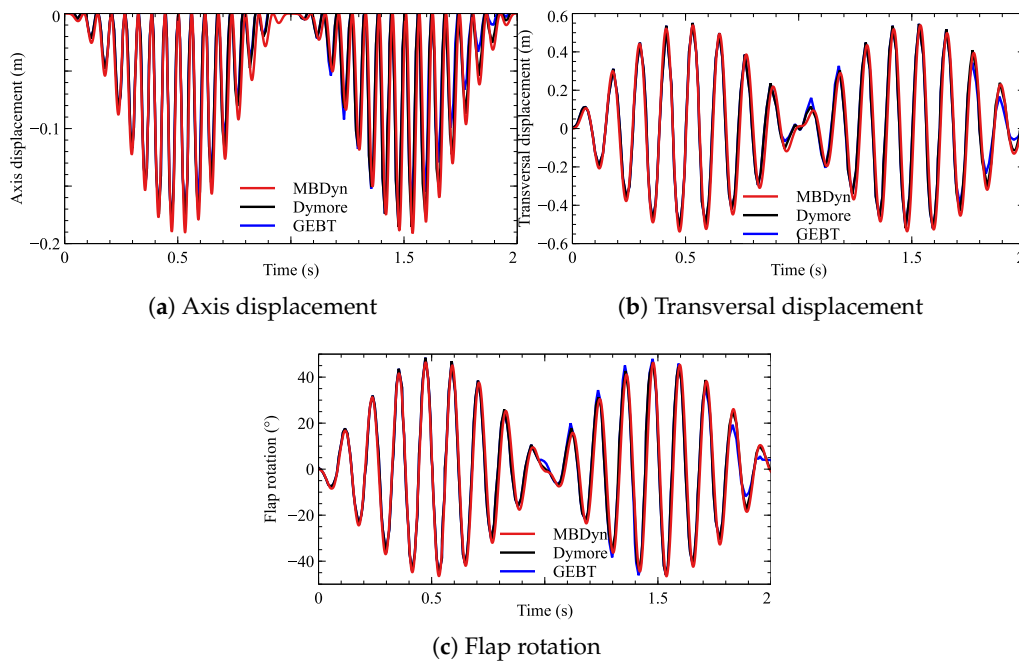 0
−0.1
−0.2
Axis displacement (m)
MBDyn
Dymore
GEBT
0 0.5 1.5 2
Time (s)
(a) Axis displacement
0.6
0.4
0.2
0
−0.2
−0.4
−0.6
Transversal displacement (m)
MBDyn
Dymore
GEBT
0 0.5 1.5 2
Time (s)
(b) Transversal displacement
40
20
0
−20
−40
Flap rotation (°)
MBDyn
Dymore
GEBT
0 0.5 1.5 2
Time (s)
(c) Flap rotation